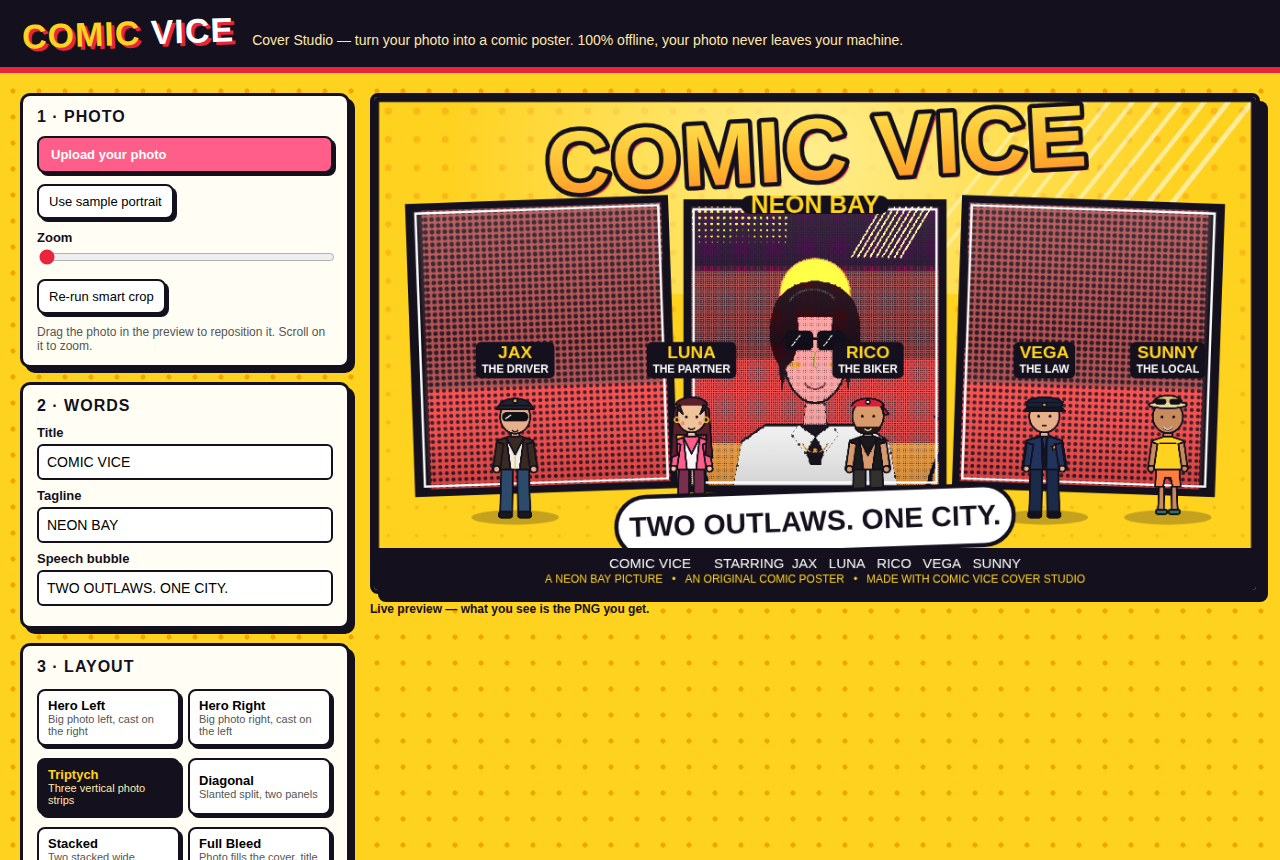 COMIC VICE
Cover Studio — turn your photo into a comic poster. 100% offline, your photo never leaves your machine.
1 · PHOTO
Upload your photo
Use sample portrait
Zoom
Re-run smart crop
Drag the photo in the preview to reposition it. Scroll on
it to zoom.
2 · WORDS
Title
COMIC VICE
Tagline
NEON BAY
Speech bubble
TWO OUTLAWS. ONE CITY.
3 · LAYOUT
Hero Left
Big photo left, cast on
the right
Hero Right
Big photo right, cast on
the left
Triptych
Three vertical photo
strips
Diagonal
Slanted split, two panels
Stacked
Two stacked wide
Full Bleed
Photo fills the cover, title
COMIC VICE
NEON BAY
JAX
THE DRIVER
LUNA
THE PARTNER
RICO
THE BIKER
VEGA
THE LAW
SUNNY
THE LOCAL
TWO OUTLAWS. ONE CITY.
COMIC VICE STARRING JAX LUNA RICO VEGA SUNNY
A NEON BAY PICTURE • AN ORIGINAL COMIC POSTER • MADE WITH COMIC VICE COVER STUDIO
Live preview — what you see is the PNG you get.